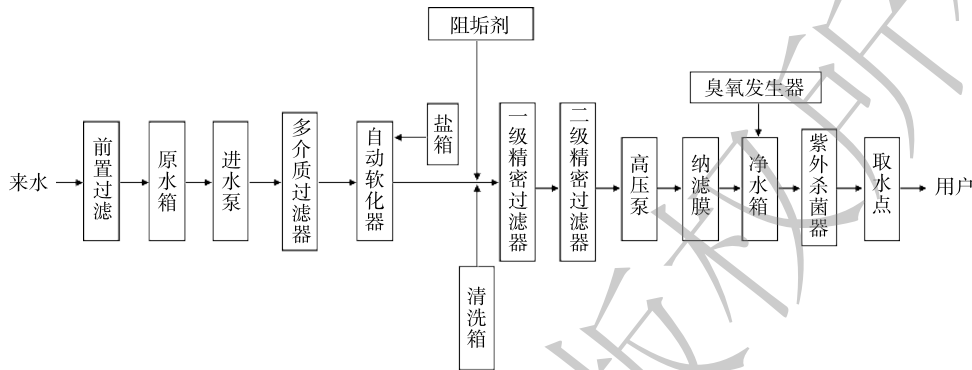 阻垢剂
臭氧发生器
盐箱
来水
前置过滤
原水箱
进水泵
多介质过滤器
自动软化器
一级精密过滤器
二级精密过滤器
高压泵
纳滤膜
净水箱
紫外杀菌器
取水点
用户
清洗箱
版权所